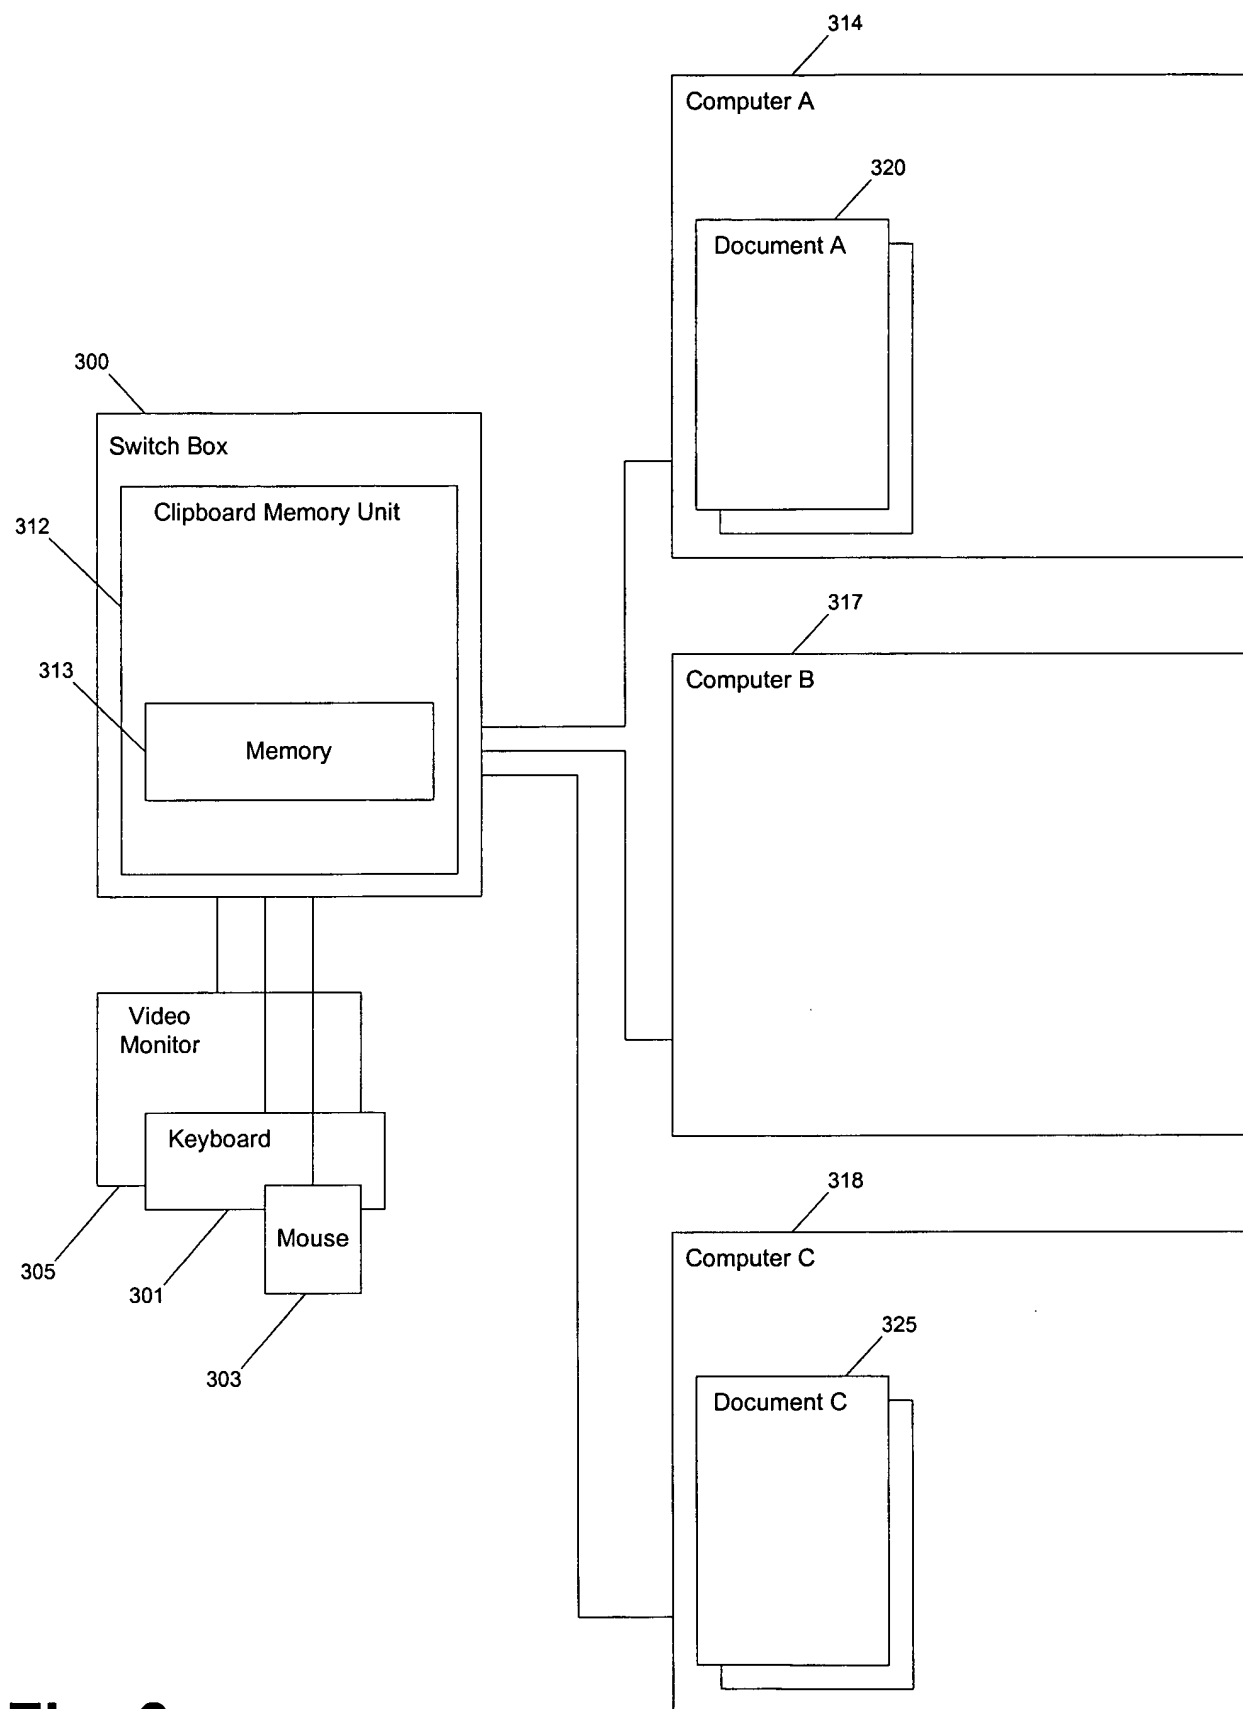 314
Computer A
320
Document A
300
Switch Box
Clipboard Memory Unit
312
317
Computer B
313
Memory
Video
Monitor
Keyboard
318
Computer C
Mouse
305
301
325
303
Document C